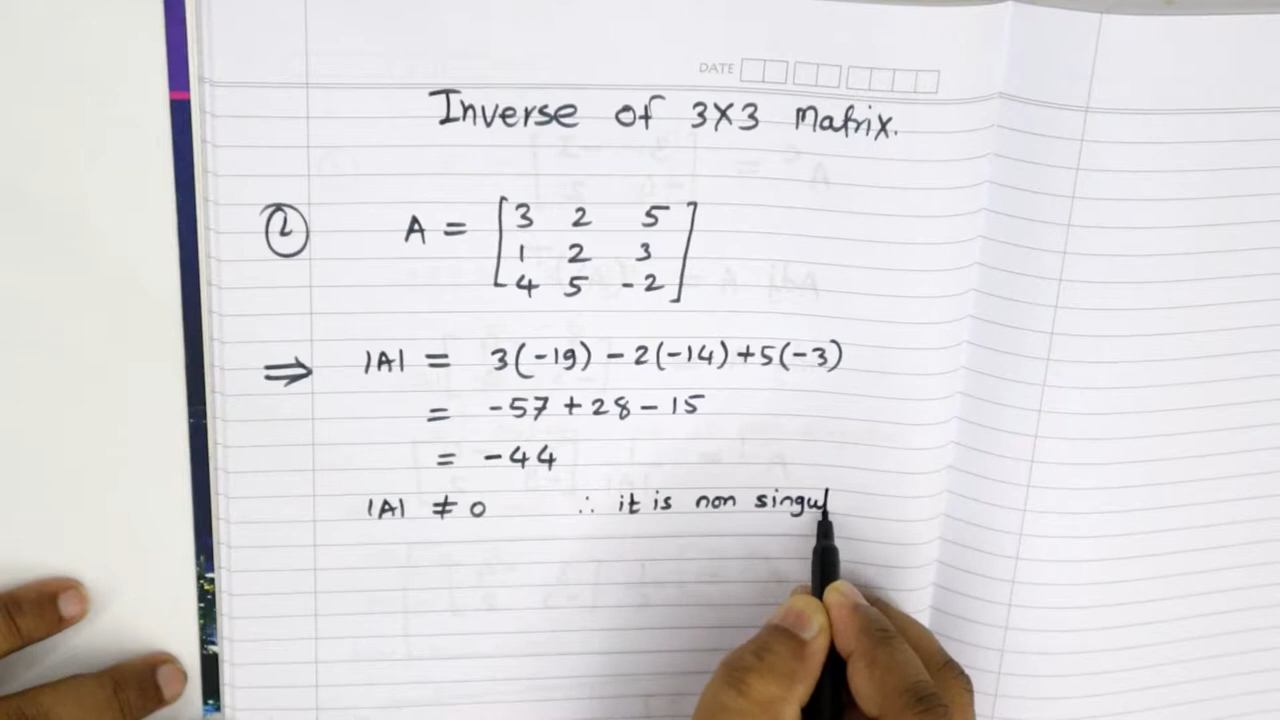 DATE
Inverse of 3X3 Matrix.
② A = [3 2 5
1 2 3
4 5 -2]
⇒ |A| = 3(-19) - 2(-14) + 5(-3)
= -57 + 28 - 15
= -44
|A| ≠ 0 ∴ it is non singul